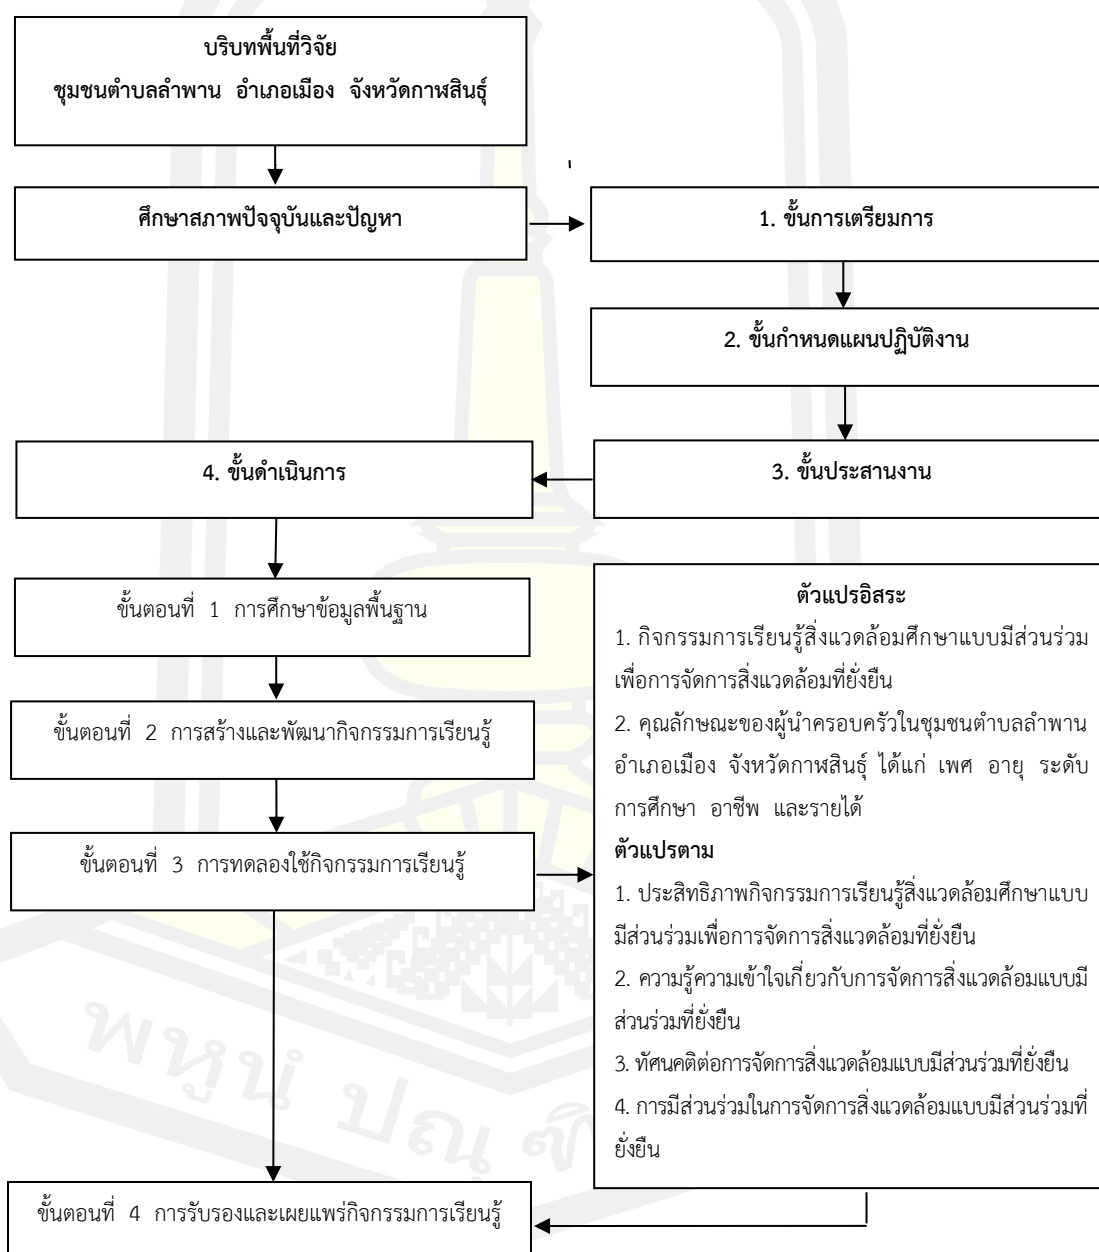 บริบทพื้นที่วิจัย
ชุมชนตำบลลำพาน อำเภอเมือง จังหวัดกาฬสินธุ์
ศึกษาสภาพปัจจุบันและปัญหา
1. ขั้นการเตรียมการ
2. ขั้นกำหนดแผนปฏิบัติงาน
3. ขั้นประสานงาน
4. ขั้นดำเนินการ
ขั้นตอนที่ 1 การศึกษาข้อมูลพื้นฐาน
ขั้นตอนที่ 2 การสร้างและพัฒนากิจกรรมการเรียนรู้
ขั้นตอนที่ 3 การทดลองใช้กิจกรรมการเรียนรู้
ตัวแปรอิสระ
1. กิจกรรมการเรียนรู้สิ่งแวดล้อมศึกษาแบบมีส่วนร่วม
เพื่อการจัดการสิ่งแวดล้อมที่ยั่งยืน
2. คุณลักษณะของผู้นำครอบครัวในชุมชนตำบลลำพาน
อำเภอเมือง จังหวัดกาฬสินธุ์ ได้แก่ เพศ อายุ ระดับ
การศึกษา อาชีพ และรายได้
ตัวแปรตาม
1. ประสิทธิภาพกิจกรรมการเรียนรู้สิ่งแวดล้อมศึกษาแบบ
มีส่วนร่วมเพื่อการจัดการสิ่งแวดล้อมที่ยั่งยืน
2. ความรู้ความเข้าใจเกี่ยวกับการจัดการสิ่งแวดล้อมแบบมี
ส่วนร่วมที่ยั่งยืน
3. ทัศนคติต่อการจัดการสิ่งแวดล้อมแบบมีส่วนร่วมที่ยั่งยืน
4. การมีส่วนร่วมในการจัดการสิ่งแวดล้อมแบบมีส่วนร่วมที่
ยั่งยืน
ขั้นตอนที่ 4 การรับรองและเผยแพร่กิจกรรมการเรียนรู้
พหูนํ ปณฺ